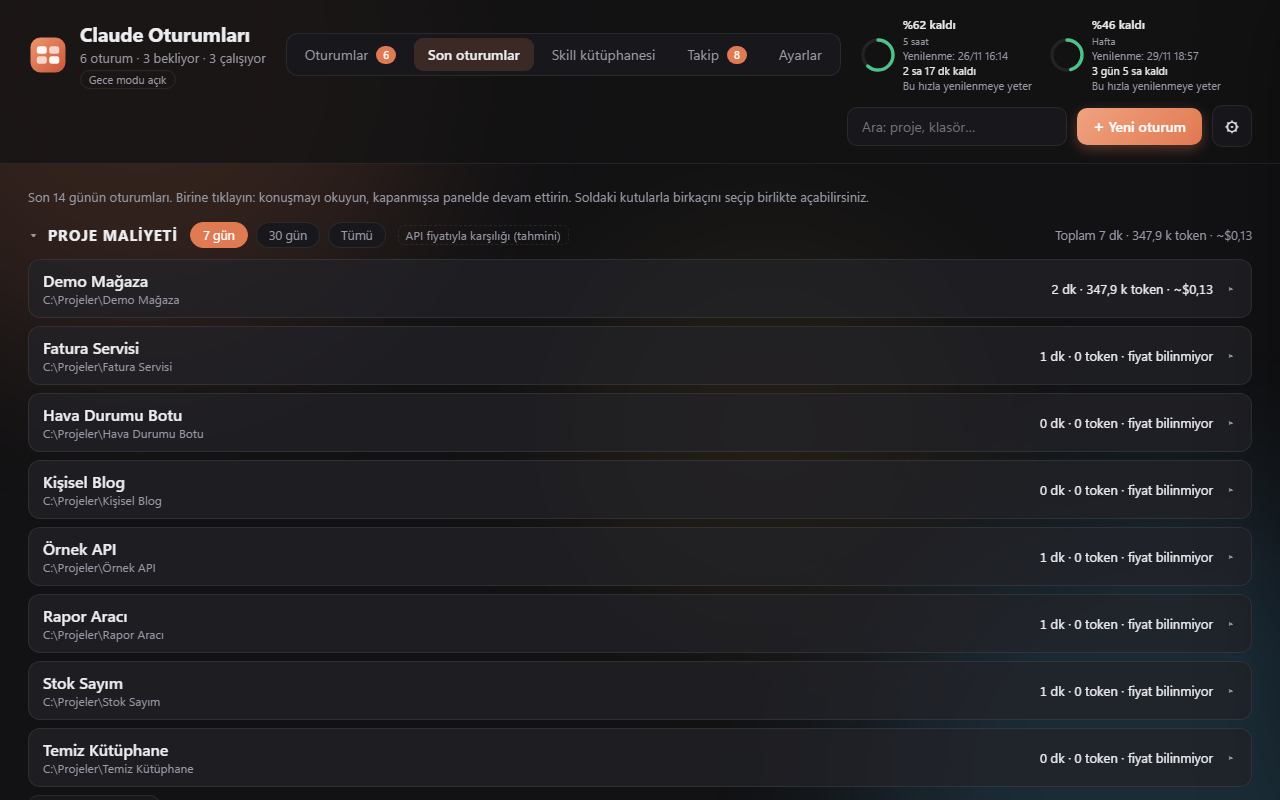 Claude Oturumları
6 oturum · 3 bekliyor · 3 çalışıyor
Gece modu açık
Oturumlar 6
Son oturumlar
Skill kütüphanesi
Takip 8
Ayarlar
%62 kaldı
5 saat
Yenilenme: 26/11 16:14
2 sa 17 dk kaldı
Bu hızla yenilenmeye yeter
%46 kaldı
Hafta
Yenilenme: 29/11 18:57
3 gün 5 sa kaldı
Bu hızla yenilenmeye yeter
Ara: proje, klasör...
+ Yeni oturum
Son 14 günün oturumları. Birine tıklayın: konuşmayı okuyun, kapanmışsa panelde devam ettirin. Soldaki kutularla birkaçını seçip birlikte açabilirsiniz.
PROJE MALİYETİ 7 gün 30 gün Tümü API fiyatıyla karşılığı (tahmini) Toplam 7 dk · 347,9 k token · ~$0,13
Demo Mağaza
C:\Projeler\Demo Mağaza
2 dk · 347,9 k token · ~$0,13
Fatura Servisi
C:\Projeler\Fatura Servisi
1 dk · 0 token · fiyat bilinmiyor
Hava Durumu Botu
C:\Projeler\Hava Durumu Botu
0 dk · 0 token · fiyat bilinmiyor
Kişisel Blog
C:\Projeler\Kişisel Blog
0 dk · 0 token · fiyat bilinmiyor
Örnek API
C:\Projeler\Örnek API
1 dk · 0 token · fiyat bilinmiyor
Rapor Aracı
C:\Projeler\Rapor Aracı
1 dk · 0 token · fiyat bilinmiyor
Stok Sayım
C:\Projeler\Stok Sayım
1 dk · 0 token · fiyat bilinmiyor
Temiz Kütüphane
C:\Projeler\Temiz Kütüphane
0 dk · 0 token · fiyat bilinmiyor